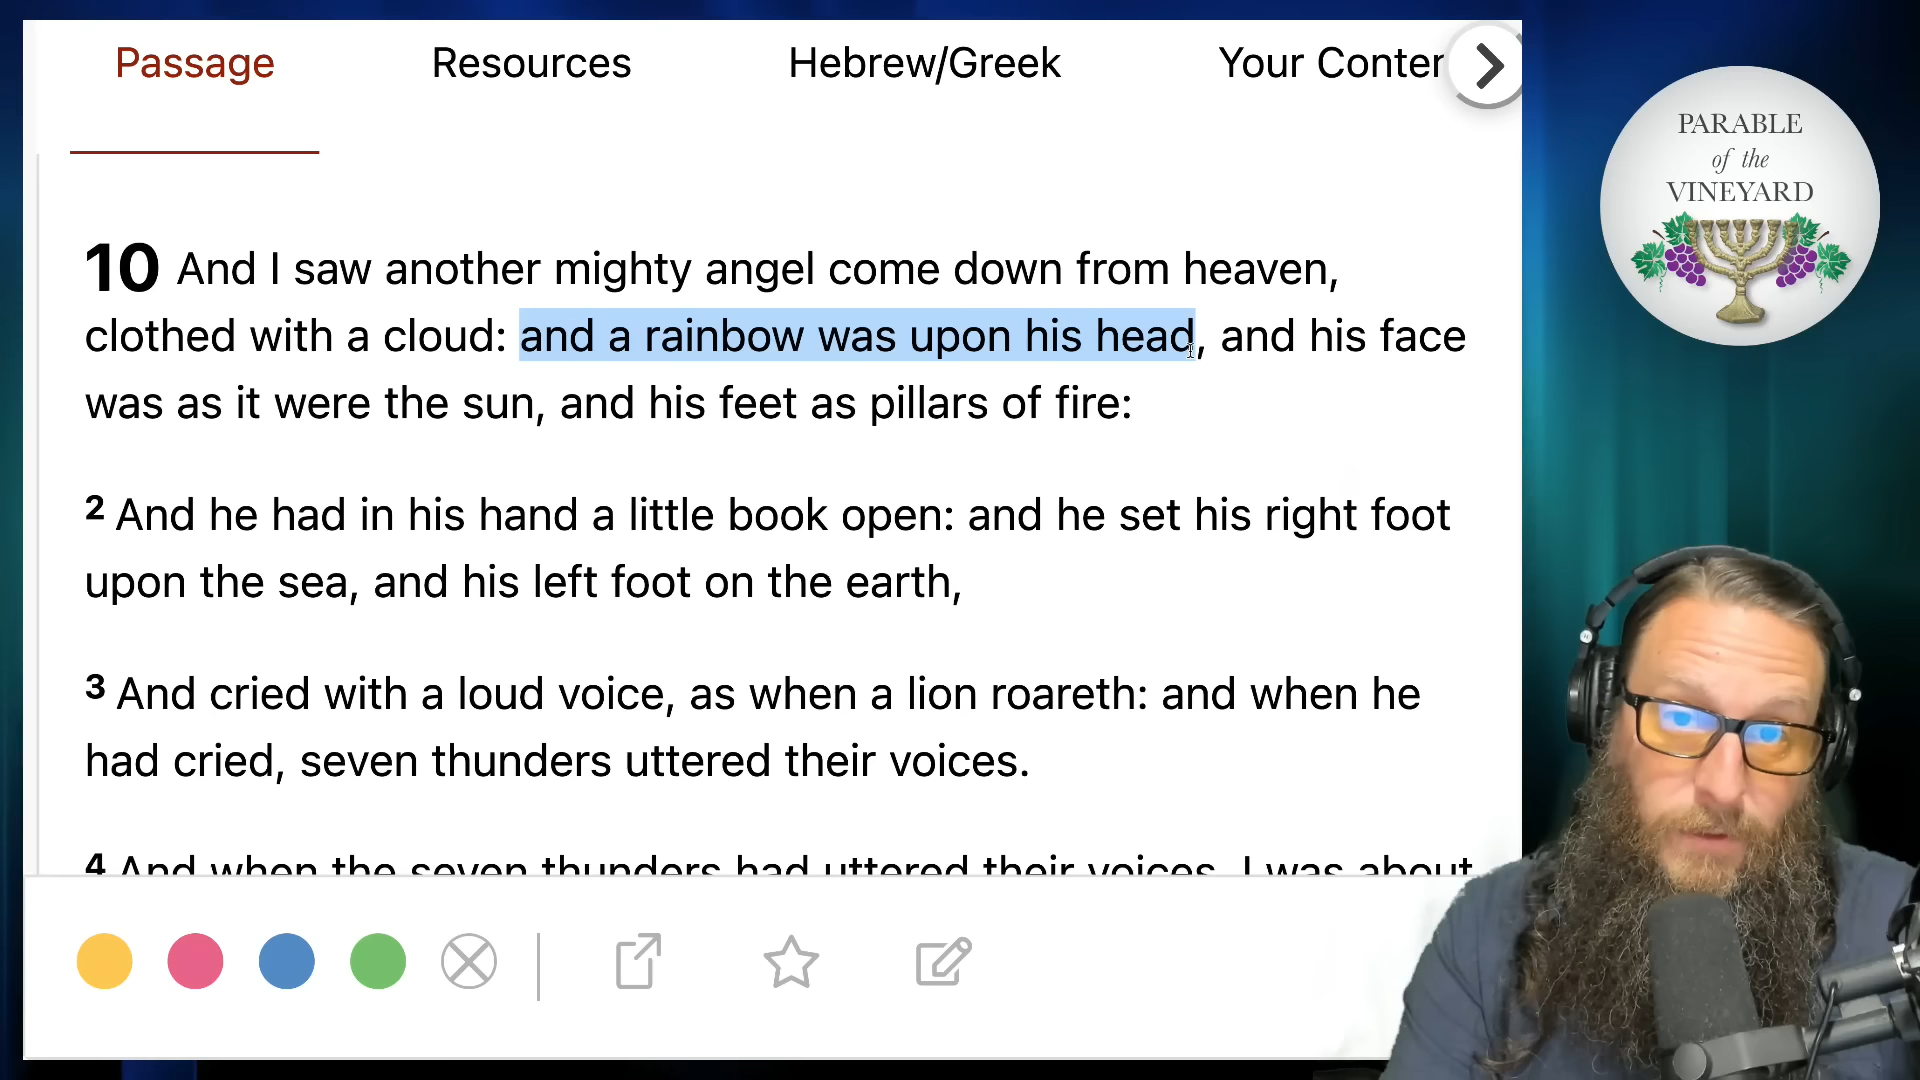 Passage
Resources
Hebrew/Greek
Your Conter
PARABLE
of the
VINEYARD
10 And I saw another mighty angel come down from heaven,
clothed with a cloud: and a rainbow was upon his head, and his face
was as it were the sun, and his feet as pillars of fire:
2 And he had in his hand a little book open: and he set his right foot
upon the sea, and his left foot on the earth,
3 And cried with a loud voice, as when a lion roareth: and when he
had cried, seven thunders uttered their voices.
4 And when the seven thunders had uttered their voices, I was about